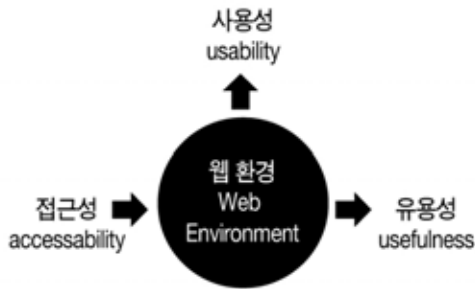 사용성
usability
웹 환경
Web
Environment
접근성
accessability
유용성
usefulness